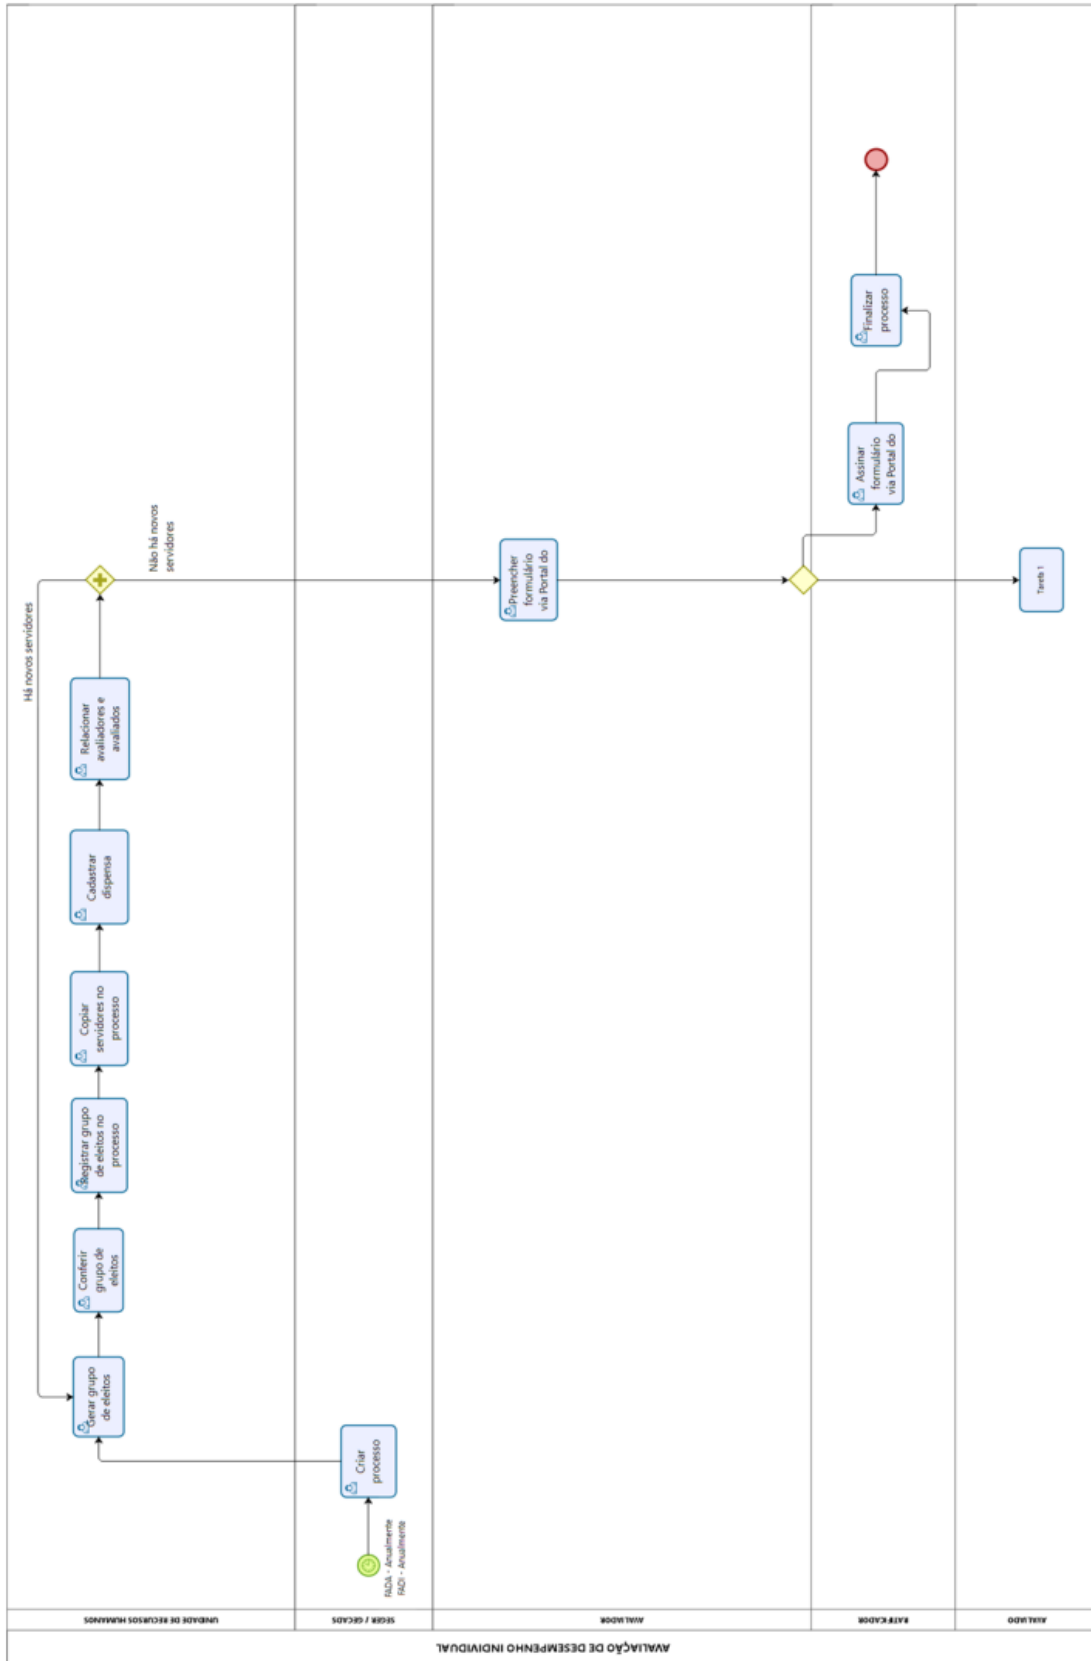 AVALIAÇÃO DE DESEMPENHO INDIVIDUAL
UNIDADE DE RECURSOS HUMANOS
Há novos servidores
Gerar grupo
de eleitos
Conferir
grupo de
eleitos
Registrar grupo
de eleitos no
processo
Copiar
servidores no
processo
Cadastrar
dispensa
Relacionar
avaliadores e
avaliados
Não há novos
servidores
SEGER / GECADS
FADA - Anualmente
FADI - Anualmente
Criar
processo
AVALIADOR
Preencher
formulário
via Portal do
RATIFICADOR
Assinar
formulário
via Portal do
Finalizar
processo
AVALIADO
Tarefa 1